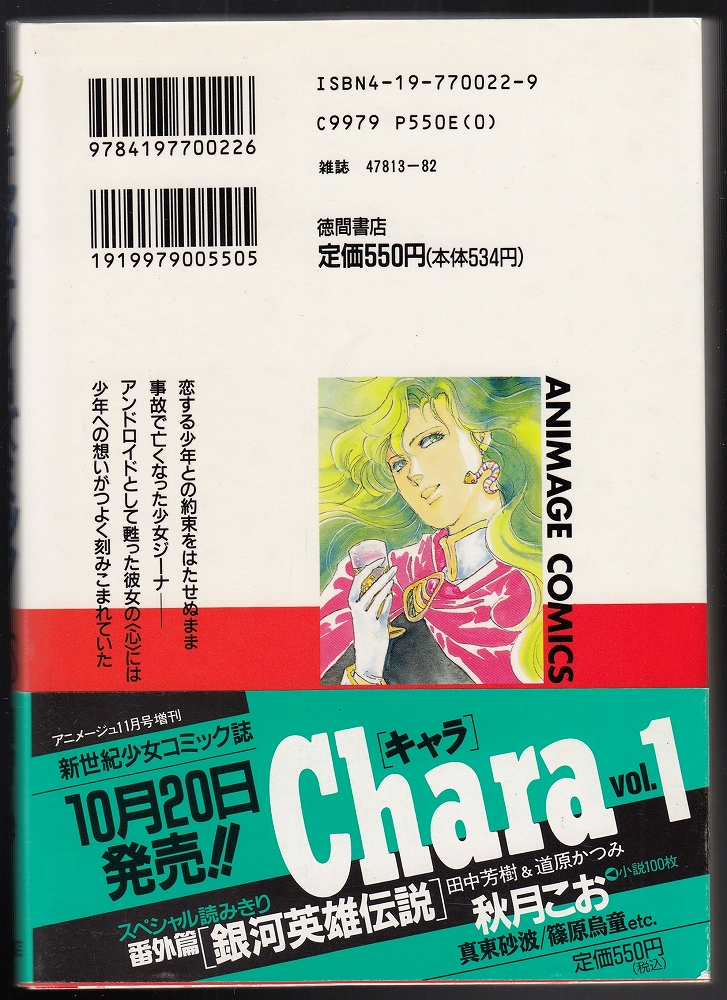 ISBN4-19-770022-9
9784197700226
C9979 P550E(0)
雑誌 47813-82
1919979005505
徳間書店
定価550円(本体534円)
ANIMAGE COMICS
恋する少年との約束をはたせぬまま
事故で亡くなった少女ジーナ——
アンドロイドとして甦った彼女の〈心〉には
少年への想いがつよく刻みこまれていた
アニメージュ11月号増刊
新世紀少女コミック誌
10月20日
発売!!
[キャラ]
Chara vol.1
スペシャル読みきり
番外篇[銀河英雄伝説]
田中芳樹&道原かつみ
秋月こお
◀小説100枚
真東砂波/篠原烏童etc.
定価550円
(税込)